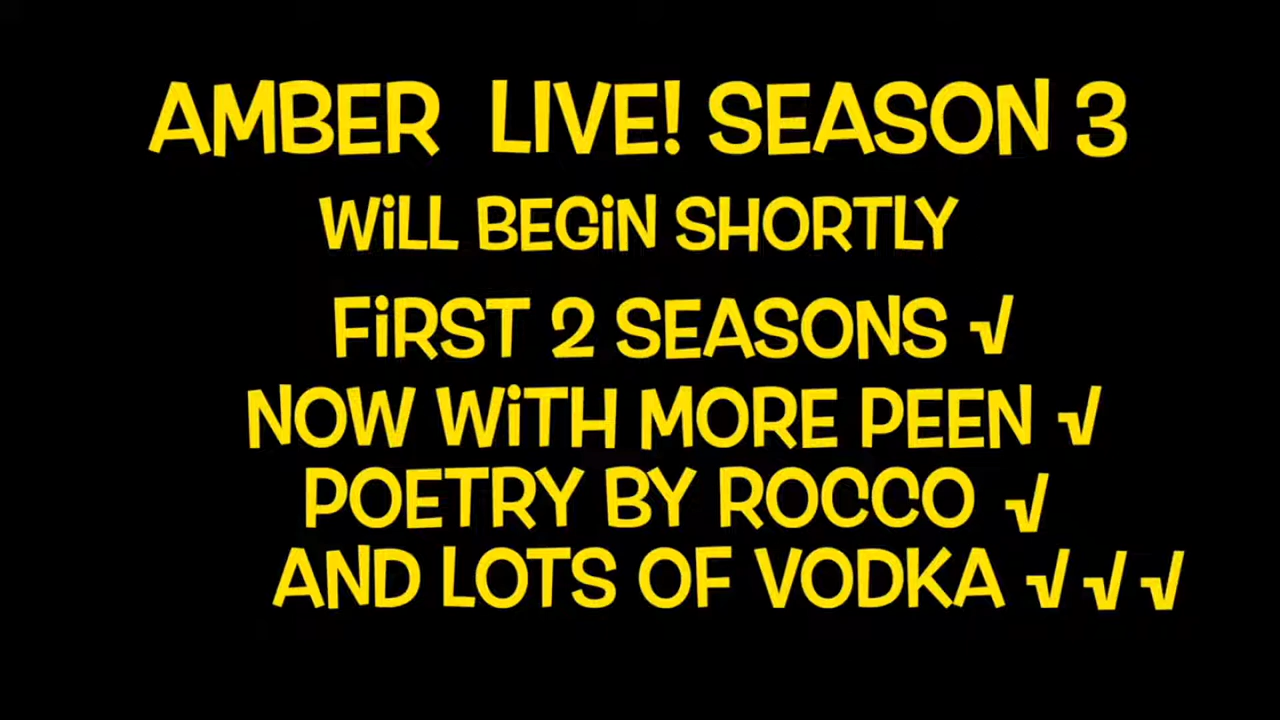 AMBER LIVE! SEASON 3
WiLL BEGiN SHORTLY
FiRST 2 SEASONS √
NOW WiTH MORE PEEN √
POETRY BY ROCCO √
AND LOTS OF VODKA √ √ √